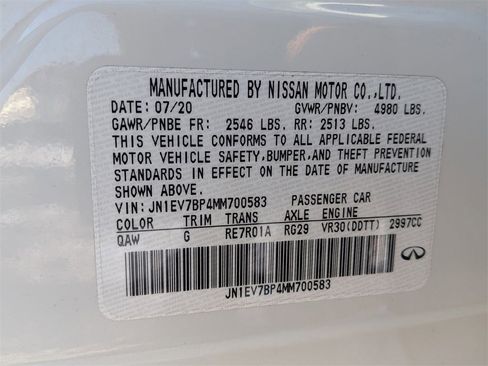 MANUFACTURED BY NISSAN MOTOR CO.,LTD.
DATE: 07/20 GVWR/PNBV: 4980 LBS.
GAWR/PNBE FR: 2546 LBS. RR: 2513 LBS.
THIS VEHICLE CONFORMS TO ALL APPLICABLE FEDERAL
MOTOR VEHICLE SAFETY,BUMPER,AND THEFT PREVENTION
STANDARDS IN EFFECT ON THE DATE OF MANUFACTURE
SHOWN ABOVE.
VIN: JN1EV7BP4MM700583 PASSENGER CAR
COLOR TRIM TRANS AXLE ENGINE
QAW G RE7R01A RG29 VR30(DDTT) 2997CC
JN1EV7BP4MM700583